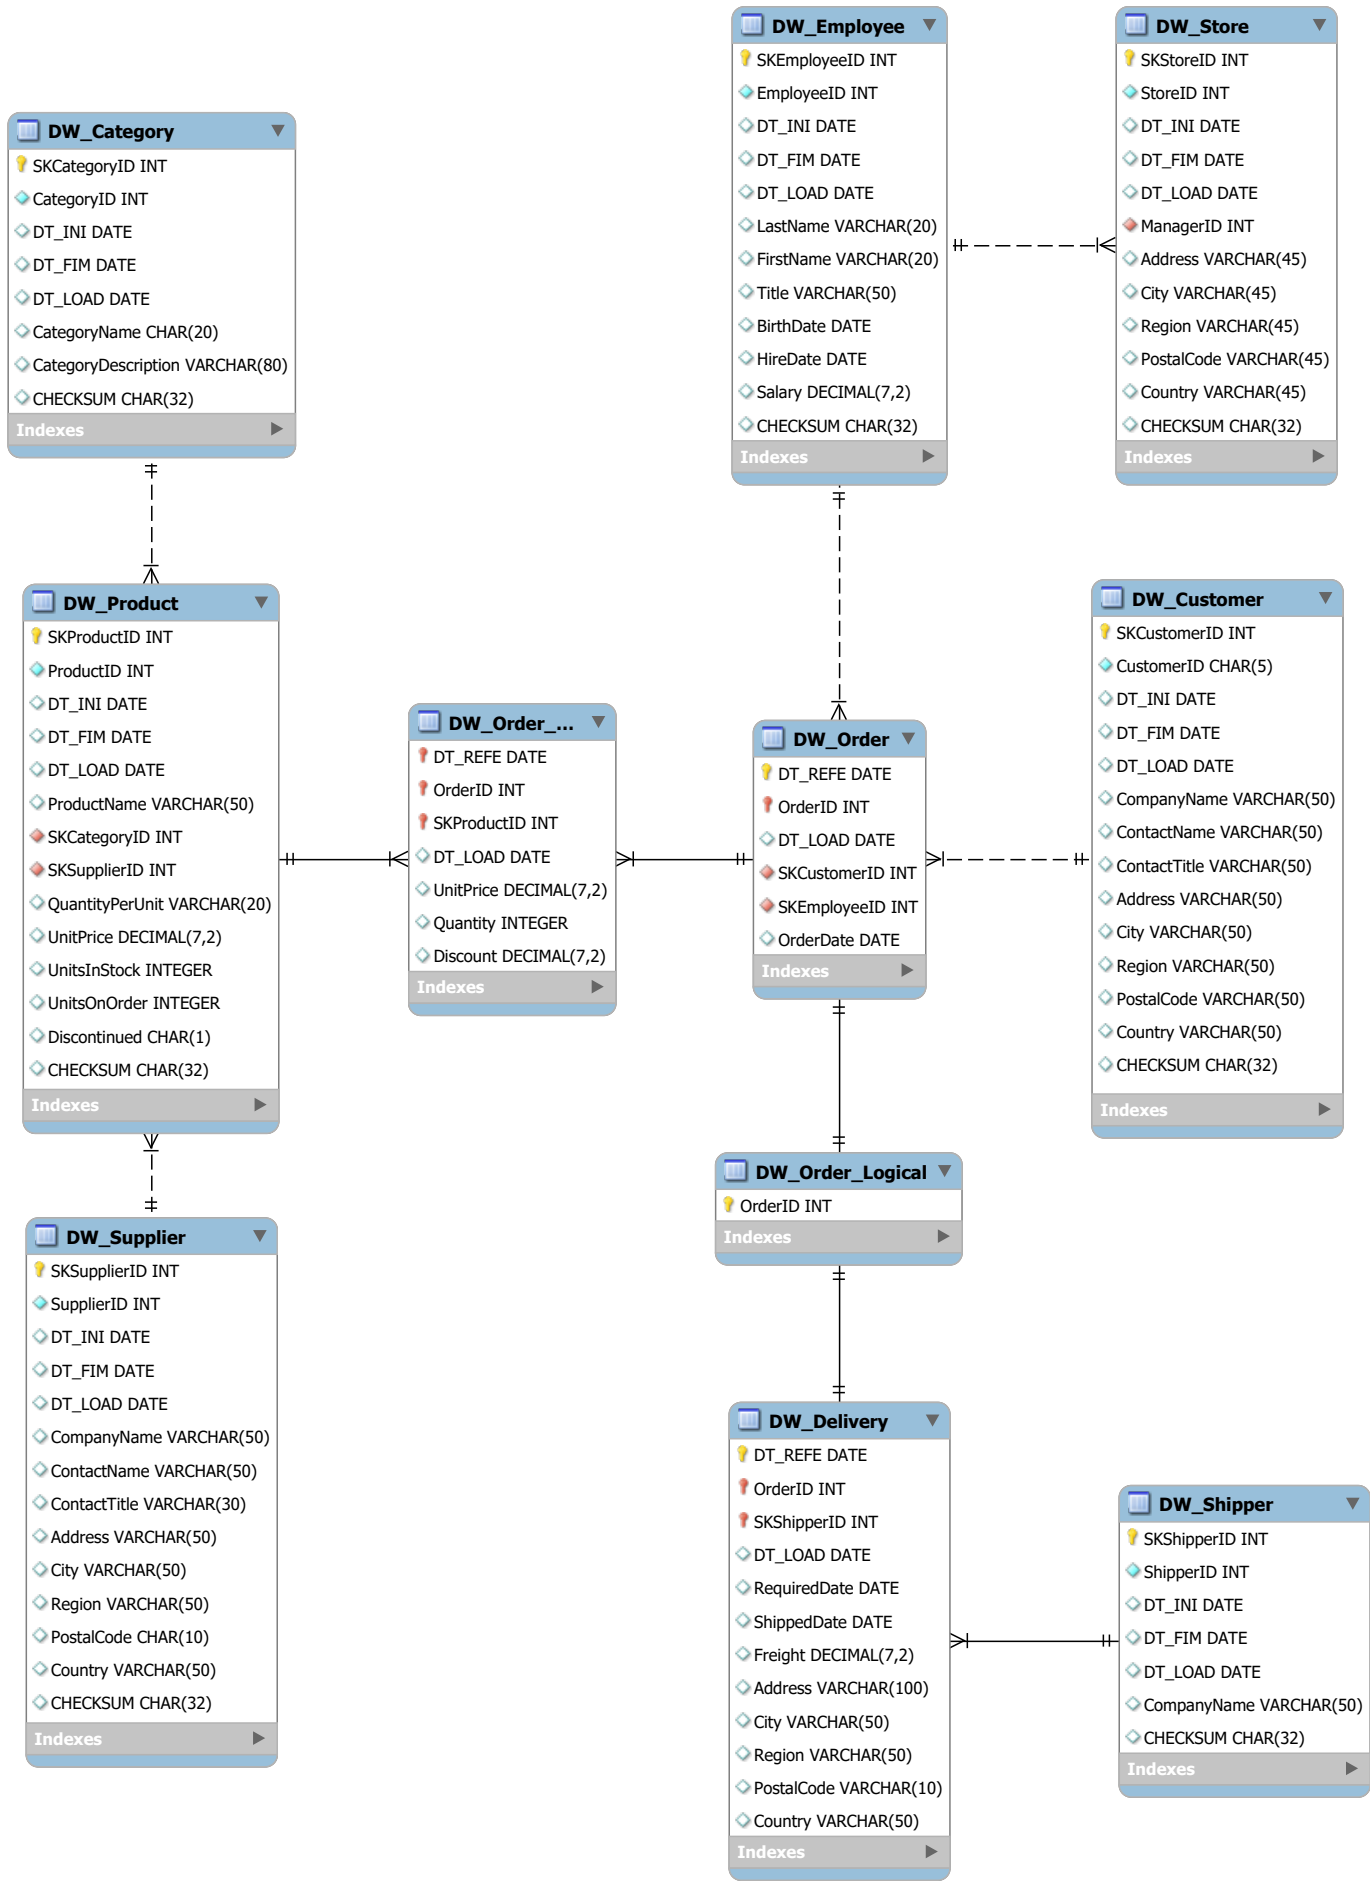 DW_Employee
SKEmployeeID INT
EmployeeID INT
DT_INI DATE
DT_FIM DATE
DT_LOAD DATE
LastName VARCHAR(20)
FirstName VARCHAR(20)
Title VARCHAR(50)
BirthDate DATE
HireDate DATE
Salary DECIMAL(7,2)
CHECKSUM CHAR(32)
Indexes
DW_Store
SKStoreID INT
StoreID INT
DT_INI DATE
DT_FIM DATE
DT_LOAD DATE
ManagerID INT
Address VARCHAR(45)
City VARCHAR(45)
Region VARCHAR(45)
PostalCode VARCHAR(45)
Country VARCHAR(45)
CHECKSUM CHAR(32)
Indexes
DW_Category
SKCategoryID INT
CategoryID INT
DT_INI DATE
DT_FIM DATE
DT_LOAD DATE
CategoryName CHAR(20)
CategoryDescription VARCHAR(80)
CHECKSUM CHAR(32)
Indexes
DW_Product
SKProductID INT
ProductID INT
DT_INI DATE
DT_FIM DATE
DT_LOAD DATE
ProductName VARCHAR(50)
SKCategoryID INT
SKSupplierID INT
QuantityPerUnit VARCHAR(20)
UnitPrice DECIMAL(7,2)
UnitsInStock INTEGER
UnitsOnOrder INTEGER
Discontinued CHAR(1)
CHECKSUM CHAR(32)
Indexes
DW_Order_...
DT_REFE DATE
OrderID INT
SKProductID INT
DT_LOAD DATE
UnitPrice DECIMAL(7,2)
Quantity INTEGER
Discount DECIMAL(7,2)
Indexes
DW_Order
DT_REFE DATE
OrderID INT
DT_LOAD DATE
SKCustomerID INT
SKEmployeeID INT
OrderDate DATE
Indexes
DW_Customer
SKCustomerID INT
CustomerID CHAR(5)
DT_INI DATE
DT_FIM DATE
DT_LOAD DATE
CompanyName VARCHAR(50)
ContactName VARCHAR(50)
ContactTitle VARCHAR(50)
Address VARCHAR(50)
City VARCHAR(50)
Region VARCHAR(50)
PostalCode VARCHAR(50)
Country VARCHAR(50)
CHECKSUM CHAR(32)
Indexes
DW_Order_Logical
OrderID INT
Indexes
DW_Supplier
SKSupplierID INT
SupplierID INT
DT_INI DATE
DT_FIM DATE
DT_LOAD DATE
CompanyName VARCHAR(50)
ContactName VARCHAR(50)
ContactTitle VARCHAR(30)
Address VARCHAR(50)
City VARCHAR(50)
Region VARCHAR(50)
PostalCode CHAR(10)
Country VARCHAR(50)
CHECKSUM CHAR(32)
Indexes
DW_Delivery
DT_REFE DATE
OrderID INT
SKShipperID INT
DT_LOAD DATE
RequiredDate DATE
ShippedDate DATE
Freight DECIMAL(7,2)
Address VARCHAR(100)
City VARCHAR(50)
Region VARCHAR(50)
PostalCode VARCHAR(10)
Country VARCHAR(50)
Indexes
DW_Shipper
SKShipperID INT
ShipperID INT
DT_INI DATE
DT_FIM DATE
DT_LOAD DATE
CompanyName VARCHAR(50)
CHECKSUM CHAR(32)
Indexes